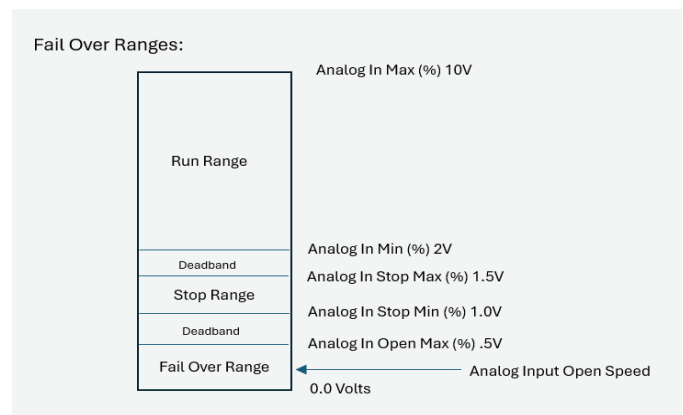 Fail Over Ranges:
Analog In Max (%) 10V
Run Range
Analog In Min (%) 2V
Deadband
Analog In Stop Max (%) 1.5V
Stop Range
Analog In Stop Min (%) 1.0V
Deadband
Analog In Open Max (%) .5V
Fail Over Range
Analog Input Open Speed
0.0 Volts